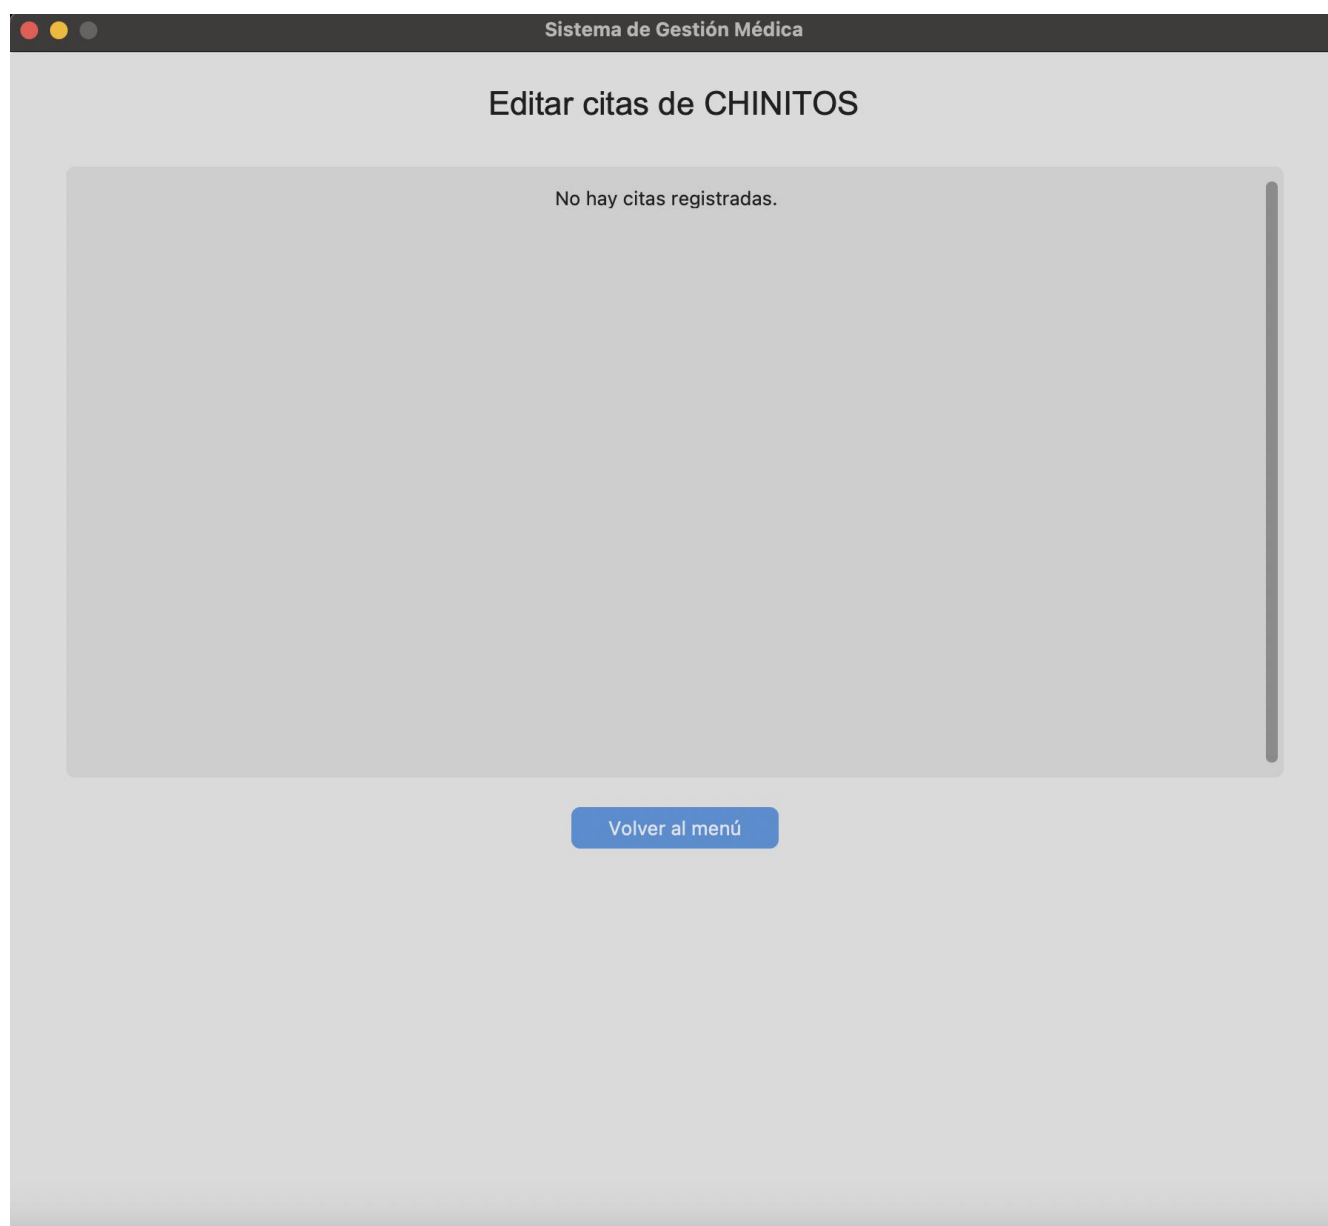 Sistema de Gestión Médica
Editar citas de CHINITOS
No hay citas registradas.
Volver al menú